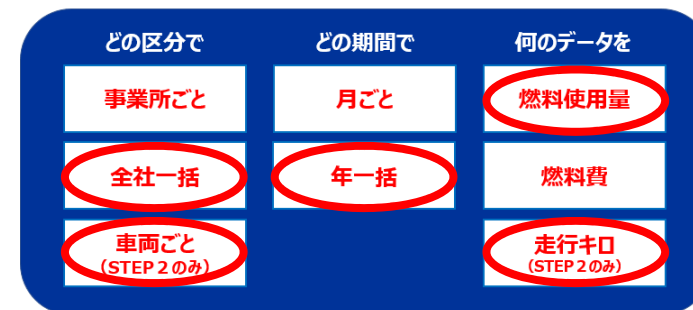 どの区分で
どの期間で
何のデータを
事業所ごと
月ごと
燃料使用量
全社一括
年一括
燃料費
車両ごと
（STEP２のみ）
走行キロ
（STEP２のみ）